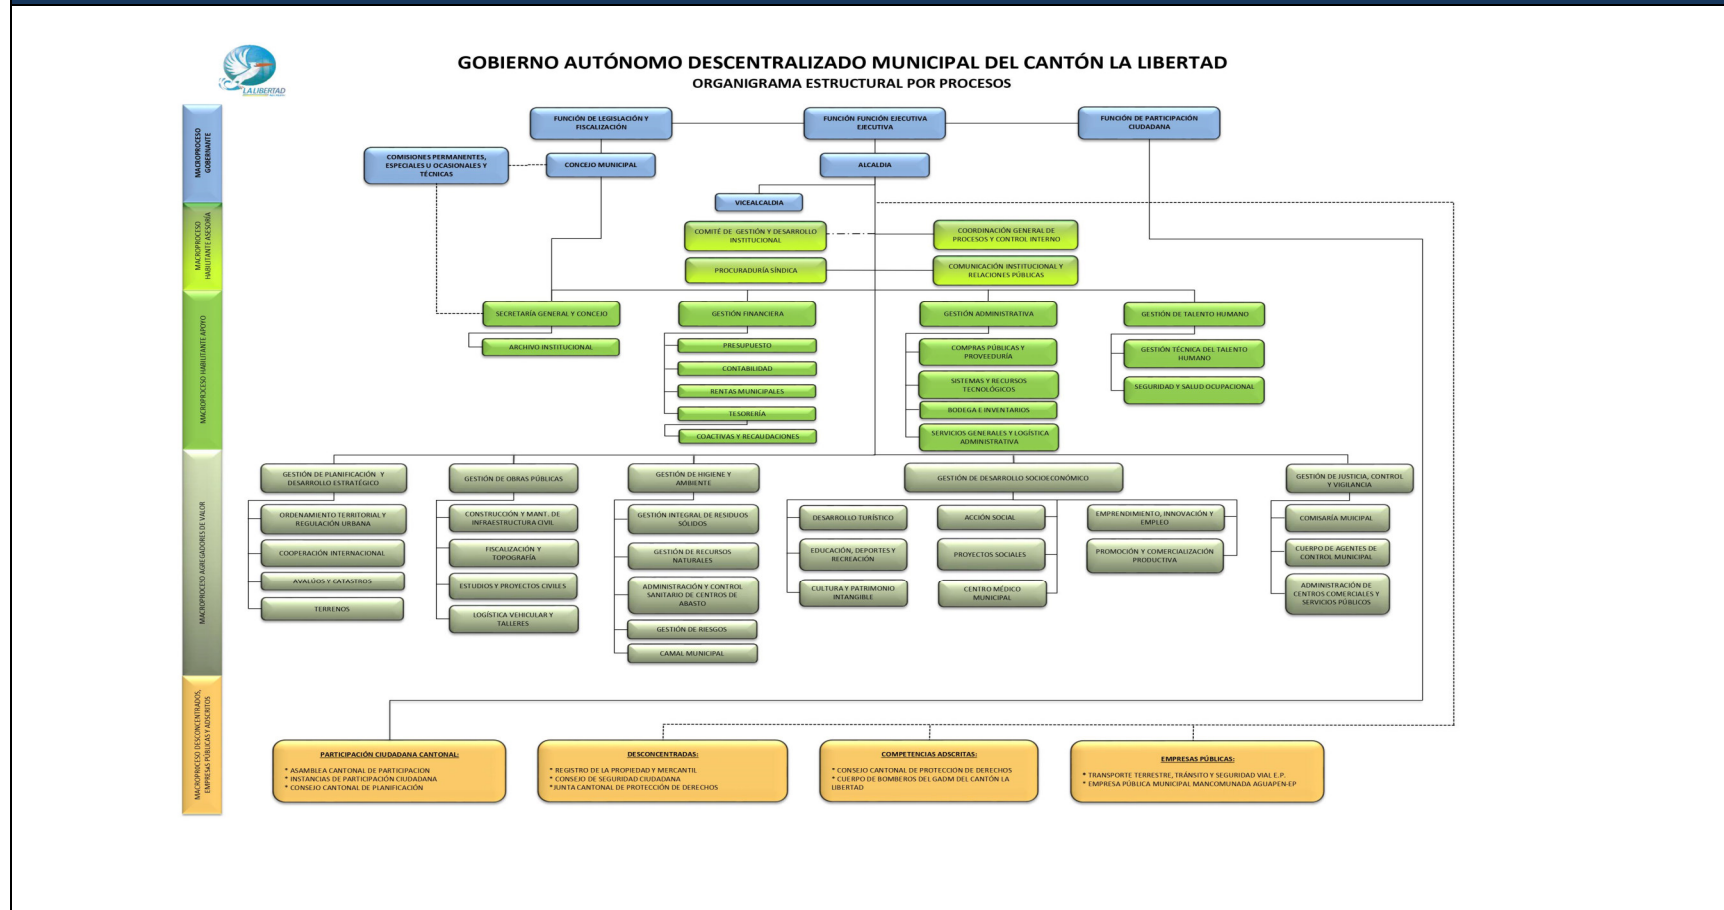 LA LIBERTAD
GOBIERNO AUTÓNOMO DESCENTRALIZADO MUNICIPAL DEL CANTÓN LA LIBERTAD
ORGANIGRAMA ESTRUCTURAL POR PROCESOS
MACROPROCESO
GOBERNANTE
FUNCIÓN DE LEGISLACIÓN Y
FISCALIZACIÓN
FUNCIÓN FUNCIÓN EJECUTIVA
EJECUTIVA
FUNCIÓN DE PARTICIPACIÓN
CIUDADANA
COMISIONES PERMANENTES,
ESPECIALES U OCASIONALES Y
TÉCNICAS
CONCEJO MUNICIPAL
ALCALDIA
VICEALCALDIA
MACROPROCESO
HABILITANTE ASESORÍA
COMITÉ DE GESTIÓN Y DESARROLLO
INSTITUCIONAL
COORDINACIÓN GENERAL DE
PROCESOS Y CONTROL INTERNO
PROCURADURÍA SÍNDICA
COMUNICACIÓN INSTITUCIONAL Y
RELACIONES PÚBLICAS
MACROPROCESO HABILITANTE APOYO
SECRETARÍA GENERAL Y CONCEJO
ARCHIVO INSTITUCIONAL
GESTIÓN FINANCIERA
PRESUPUESTO
CONTABILIDAD
RENTAS MUNICIPALES
TESORERÍA
COACTIVAS Y RECAUDACIONES
GESTIÓN ADMINISTRATIVA
COMPRAS PÚBLICAS Y
PROVEEDURÍA
SISTEMAS Y RECURSOS
TECNOLÓGICOS
BODEGA E INVENTARIOS
SERVICIOS GENERALES Y LOGÍSTICA
ADMINISTRATIVA
GESTIÓN DE TALENTO HUMANO
GESTIÓN TÉCNICA DEL TALENTO
HUMANO
SEGURIDAD Y SALUD OCUPACIONAL
MACROPROCESO AGREGADORES DE VALOR
GESTIÓN DE PLANIFICACIÓN Y
DESARROLLO ESTRATÉGICO
ORDENAMIENTO TERRITORIAL Y
REGULACIÓN URBANA
COOPERACIÓN INTERNACIONAL
AVALÚOS Y CATASTROS
TERRENOS
GESTIÓN DE OBRAS PÚBLICAS
CONSTRUCCIÓN Y MANT. DE
INFRAESTRUCTURA CIVIL
FISCALIZACIÓN Y
TOPOGRAFÍA
ESTUDIOS Y PROYECTOS CIVILES
LOGÍSTICA VEHICULAR Y
TALLERES
GESTIÓN DE HIGIENE Y
AMBIENTE
GESTIÓN INTEGRAL DE RESIDUOS
SÓLIDOS
GESTIÓN DE RECURSOS
NATURALES
ADMINISTRACIÓN Y CONTROL
SANITARIO DE CENTROS DE
ABASTO
GESTIÓN DE RIESGOS
CAMAL MUNICIPAL
GESTIÓN DE DESARROLLO SOCIOECONÓMICO
DESARROLLO TURÍSTICO
EDUCACIÓN, DEPORTES Y
RECREACIÓN
CULTURA Y PATRIMONIO
INTANGIBLE
ACCIÓN SOCIAL
PROYECTOS SOCIALES
CENTRO MÉDICO
MUNICIPAL
EMPRENDIMIENTO, INNOVACIÓN Y
EMPLEO
PROMOCIÓN Y COMERCIALIZACIÓN
PRODUCTIVA
GESTIÓN DE JUSTICIA, CONTROL
Y VIGILANCIA
COMISARÍA MUICIPAL
CUERPO DE AGENTES DE
CONTROL MUNICIPAL
ADMINISTRACIÓN DE
CENTROS COMERCIALES Y
SERVICIOS PÚBLICOS
MACROPROCESO DESCONCENTRADOS,
EMPRESAS PÚBLICAS Y ADSCRITOS
PARTICIPACIÓN CIUDADANA CANTONAL:
* ASAMBLEA CANTONAL DE PARTICIPACION
* INSTANCIAS DE PARTICIPACIÓN CIUDADANA
* CONSEJO CANTONAL DE PLANIFICACIÓN
DESCONCENTRADAS:
* REGISTRO DE LA PROPIEDAD Y MERCANTIL
* CONSEJO DE SEGURIDAD CIUDADANA
*JUNTA CANTONAL DE PROTECCIÓN DE DERECHOS
COMPETENCIAS ADSCRITAS:
* CONSEJO CANTONAL DE PROTECCION DE DERECHOS
* CUERPO DE BOMBEROS DEL GADM DEL CANTÓN LA
LIBERTAD
EMPRESAS PÚBLICAS:
* TRANSPORTE TERRESTRE, TRÁNSITO Y SEGURIDAD VIAL E.P.
* EMPRESA PÚBLICA MUNICIPAL MANCOMUNADA AGUAPEN-EP